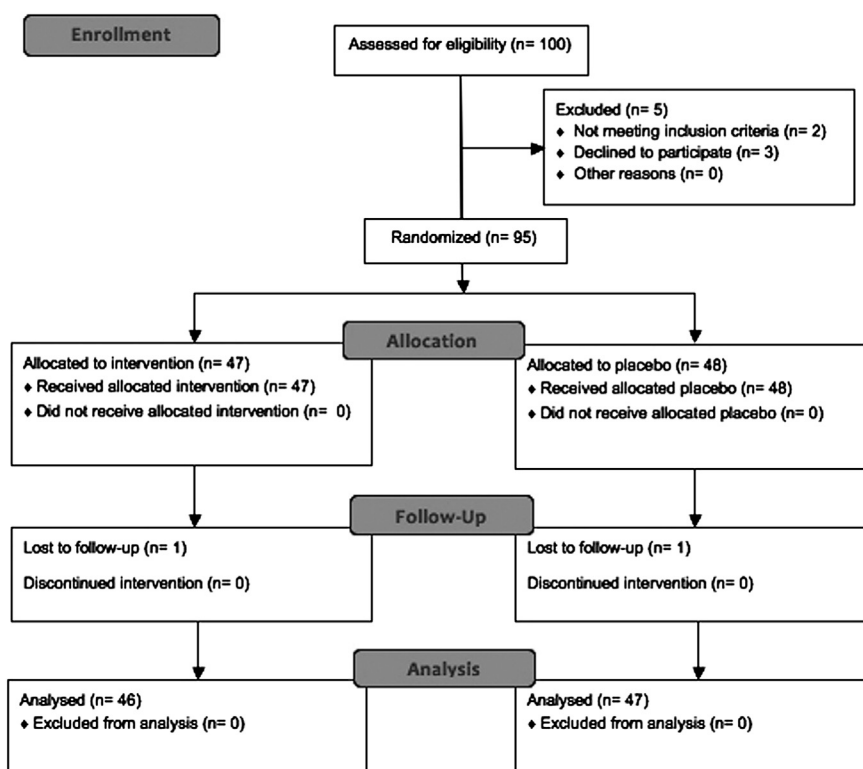 Enrollment
Assessed for eligibility (n= 100)
Excluded (n= 5)
♦ Not meeting inclusion criteria (n= 2)
♦ Declined to participate (n= 3)
♦ Other reasons (n= 0)
Randomized (n= 95)
Allocation
Allocated to intervention (n= 47)
♦ Received allocated intervention (n= 47)
♦ Did not receive allocated intervention (n= 0)
Allocated to placebo (n= 48)
♦ Received allocated placebo (n= 48)
♦ Did not receive allocated placebo (n= 0)
Follow-Up
Lost to follow-up (n= 1)
Discontinued intervention (n= 0)
Lost to follow-up (n= 1)
Discontinued intervention (n= 0)
Analysis
Analysed (n= 46)
♦ Excluded from analysis (n= 0)
Analysed (n= 47)
♦ Excluded from analysis (n= 0)